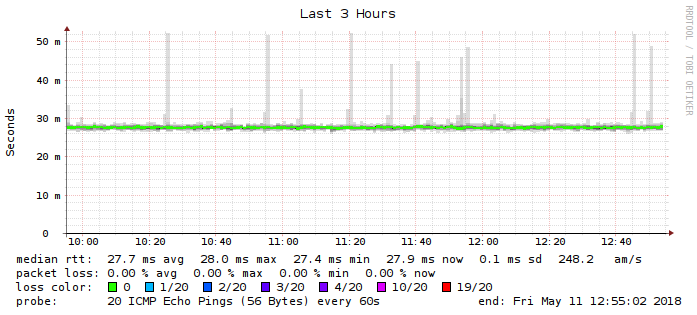 Last 3 Hours
RRDTOOL / TOBI OETIKER
Seconds
50 m
40 m
30 m
20 m
10 m
0
10:00 10:20 10:40 11:00 11:20 11:40 12:00 12:20 12:40
median rtt: 27.7 ms avg 28.0 ms max 27.4 ms min 27.9 ms now 0.1 ms sd 248.2 am/s
packet loss: 0.00 % avg 0.00 % max 0.00 % min 0.00 % now
loss color: 0 1/20 2/20 3/20 4/20 10/20 19/20
probe: 20 ICMP Echo Pings (56 Bytes) every 60s end: Fri May 11 12:55:02 2018